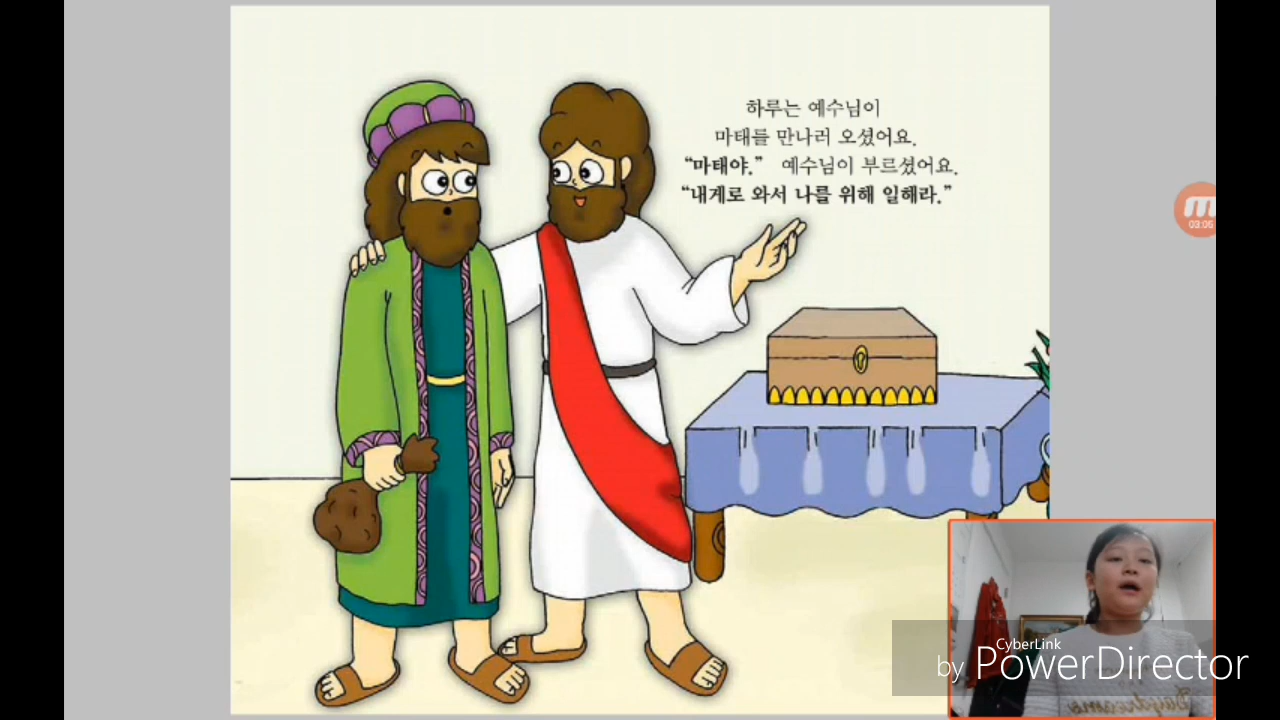 하루는 예수님이
마태를 만나러 오셨어요.
“마태야.” 예수님이 부르셨어요.
“내게로 와서 나를 위해 일해라.”
03:05
CyberLink
by PowerDirector